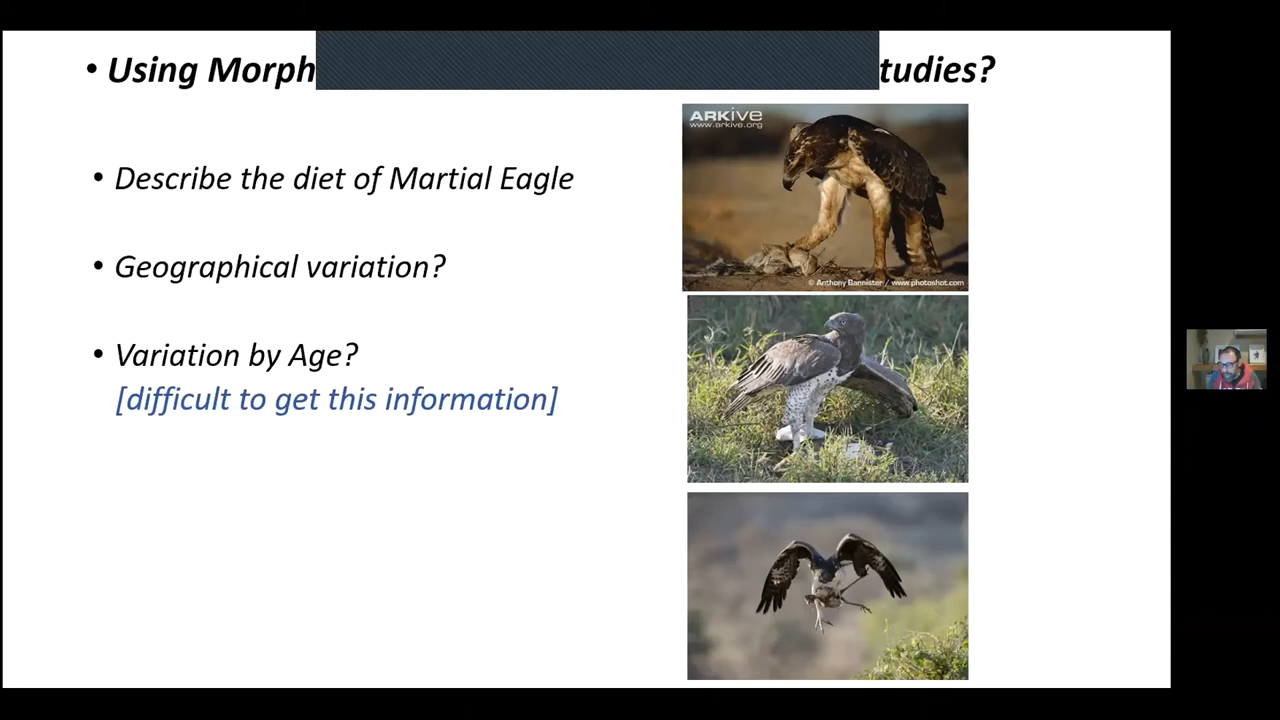 • Using Morph tudies?
ARKive
www.arkive.org
• Describe the diet of Martial Eagle
• Geographical variation?
© Anthony Bannister / www.photoshot.com
• Variation by Age?
[difficult to get this information]